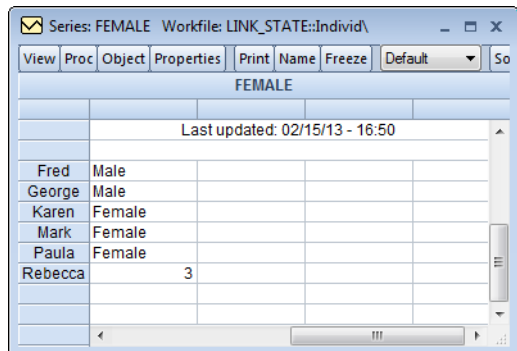 Series: FEMALE Workfile: LINK_STATE::Individ\
View Proc Object Properties Print Name Freeze Default So
FEMALE
Last updated: 02/15/13 - 16:50
Fred Male
George Male
Karen Female
Mark Female
Paula Female
Rebecca 3